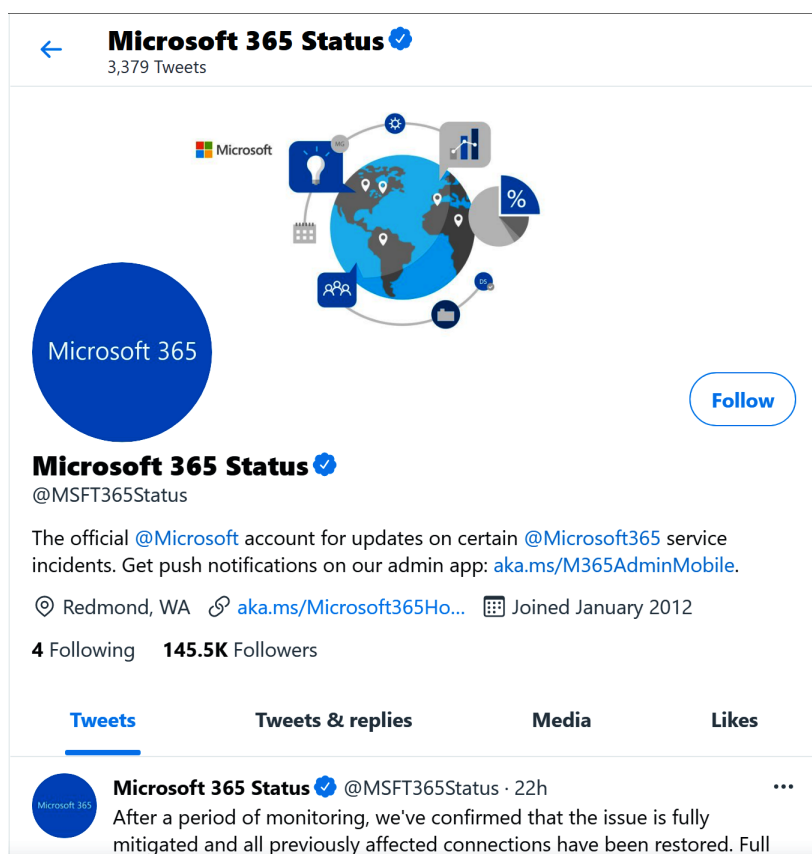 Microsoft 365 Status
3,379 Tweets
Microsoft
MG
%
DS
Microsoft 365
Follow
Microsoft 365 Status
@MSFT365Status
The official @Microsoft account for updates on certain @Microsoft365 service
incidents. Get push notifications on our admin app: aka.ms/M365AdminMobile.
Redmond, WA aka.ms/Microsoft365Ho... Joined January 2012
4 Following 145.5K Followers
Tweets Tweets & replies Media Likes
Microsoft 365 Status @MSFT365Status · 22h
Microsoft 365
After a period of monitoring, we've confirmed that the issue is fully
mitigated and all previously affected connections have been restored. Full